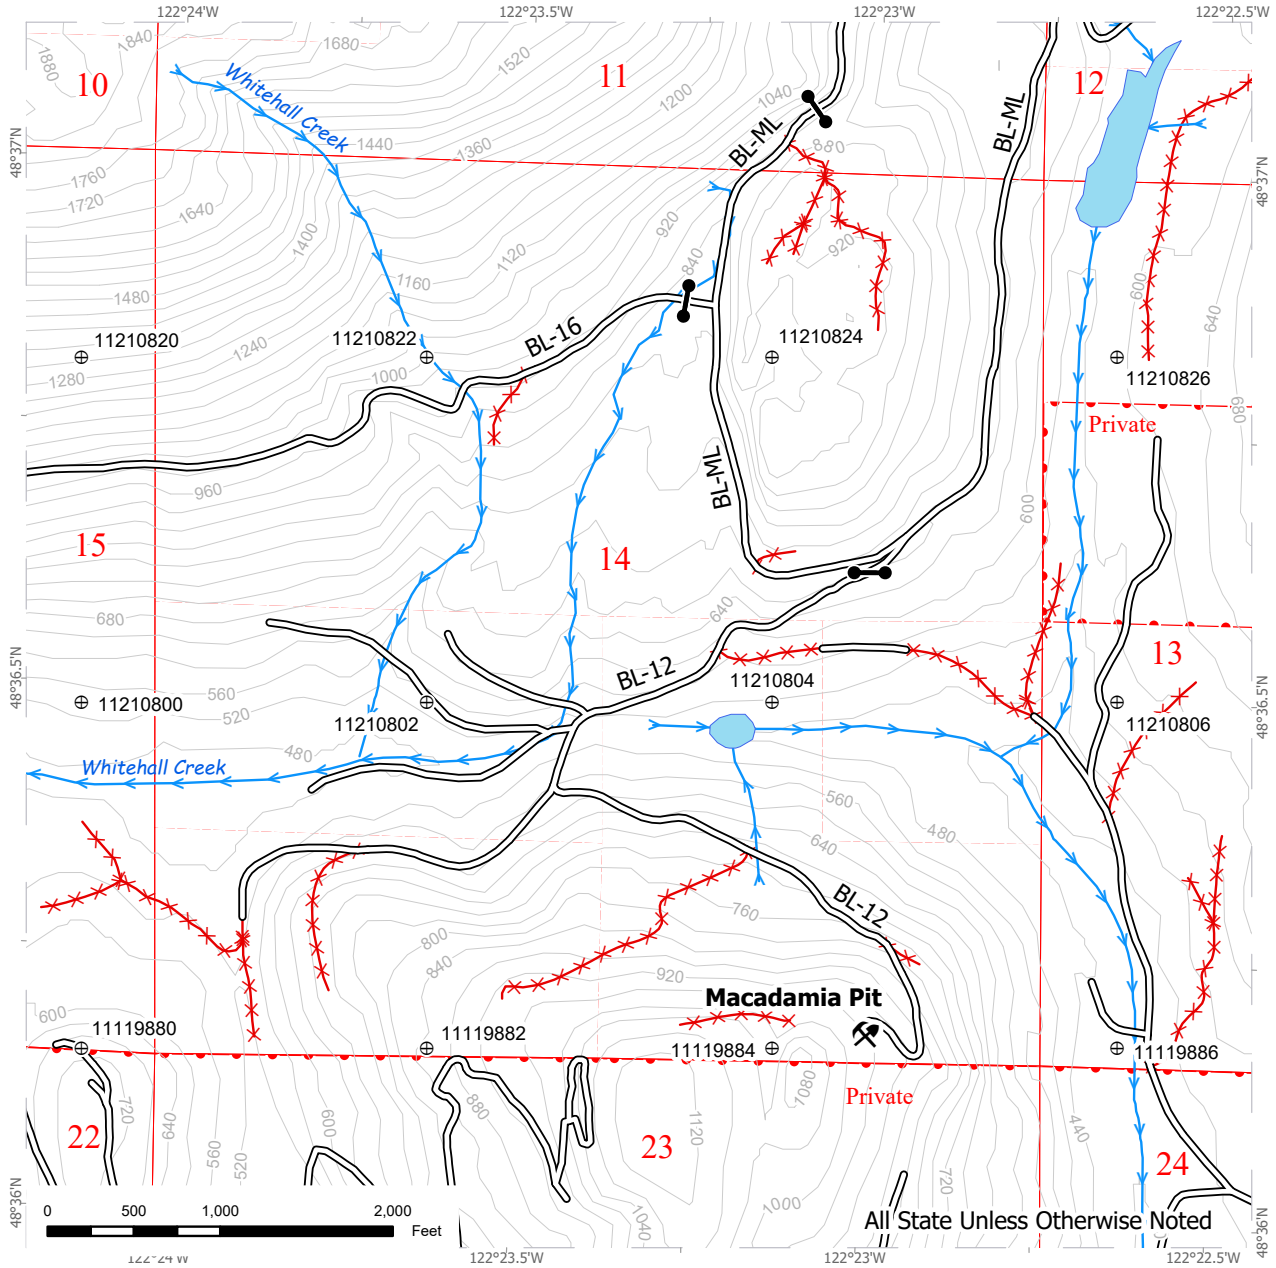 122°24'W
122°23.5'W
122°23'W
122°22.5'W
1840
1680
1880
10
Whitehall Creek
1520
11
12
1200
1040
BL-ML
BL-ML
880
48°37'N
48°37'N
1440
1360
1760
1720
1640
1400
1120
920
920
840
1480
1160
600
640
11210820
11210822
BL-16
11210824
1240
1280
1000
11210826
680
Private
BL-ML
960
600
15
14
680
640
13
48°36.5'N
48°36.5'N
560
520
BL-12
11210800
11210802
11210804
11210806
480
Whitehall Creek
560
480
640
760
BL-12
800
840
920
Macadamia Pit
600
11119880
11119882
11119884
11119886
1080
Private
720
640
560
520
600
880
1120
440
22
23
24
720
1000
1040
48°36'N
48°36'N
0 500 1,000 2,000
Feet
All State Unless Otherwise Noted
122°24'W
122°23.5'W
122°23'W
122°22.5'W